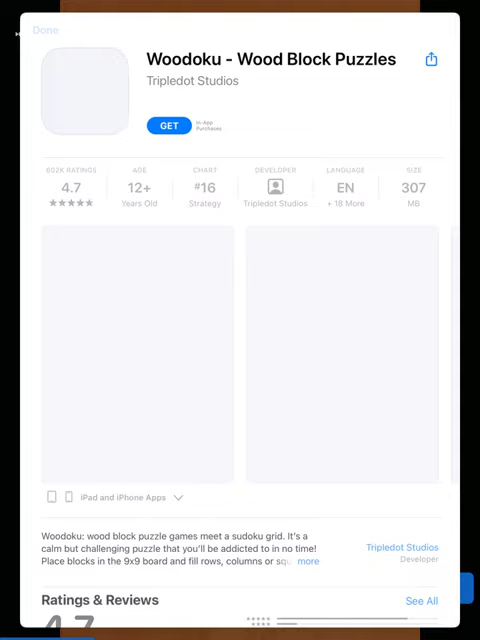 Done
Woodoku - Wood Block Puzzles
Tripledot Studios
GET
In-App
Purchases
602K RATINGS
4.7
AGE
12+
Years Old
CHART
#16
Strategy
DEVELOPER
Tripledot Studios
LANGUAGE
EN
+ 18 More
SIZE
307
MB
iPad and iPhone Apps
Woodoku: wood block puzzle games meet a sudoku grid. It's a
calm but challenging puzzle that you'll be addicted to in no time!
Place blocks in the 9x9 board and fill rows, columns or squ more
Tripledot Studios
Developer
Ratings & Reviews
See All
4.7